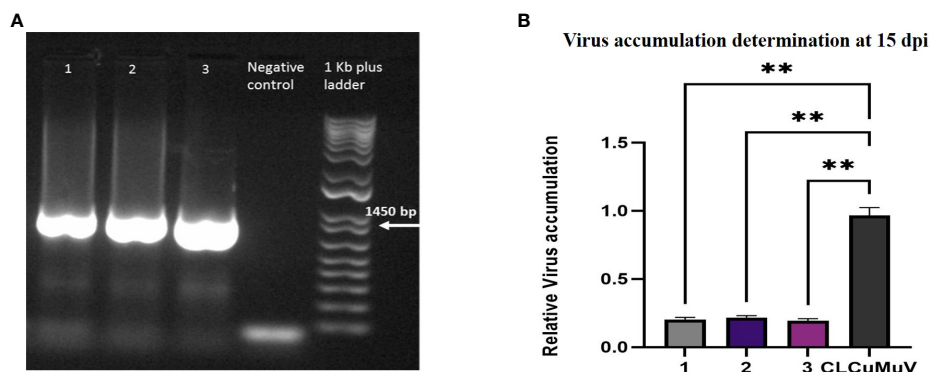 A
1
2
3
Negative
control
1 Kb plus
ladder
1450 bp
B
Virus accumulation determination at 15 dpi
**
**
**
Relative Virus accumulation
1.5
1.0
0.5
0.0
1
2
3
CLCuMuV